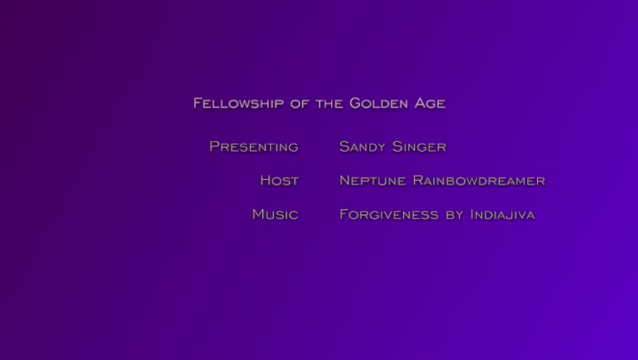 Fellowship of the Golden Age
Presenting Sandy Singer
Host Neptune Rainbowdreamer
Music Forgiveness by Indiajiva